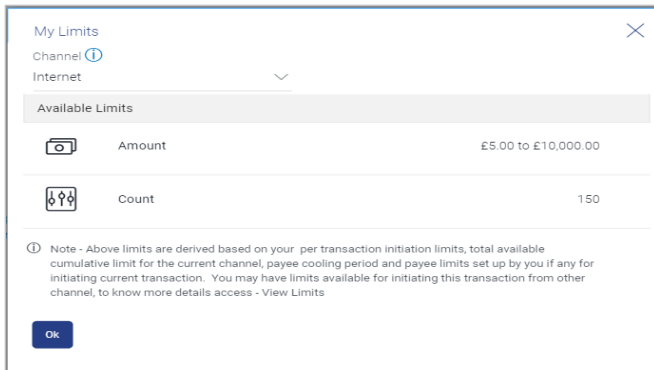 My Limits
Channel
Internet
Available Limits
Amount £5.00 to £10,000.00
Count 150
Note - Above limits are derived based on your per transaction initiation limits, total available
cumulative limit for the current channel, payee cooling period and payee limits set up by you if any for
initiating current transaction. You may have limits available for initiating this transaction from other
channel, to know more details access - View Limits
Ok